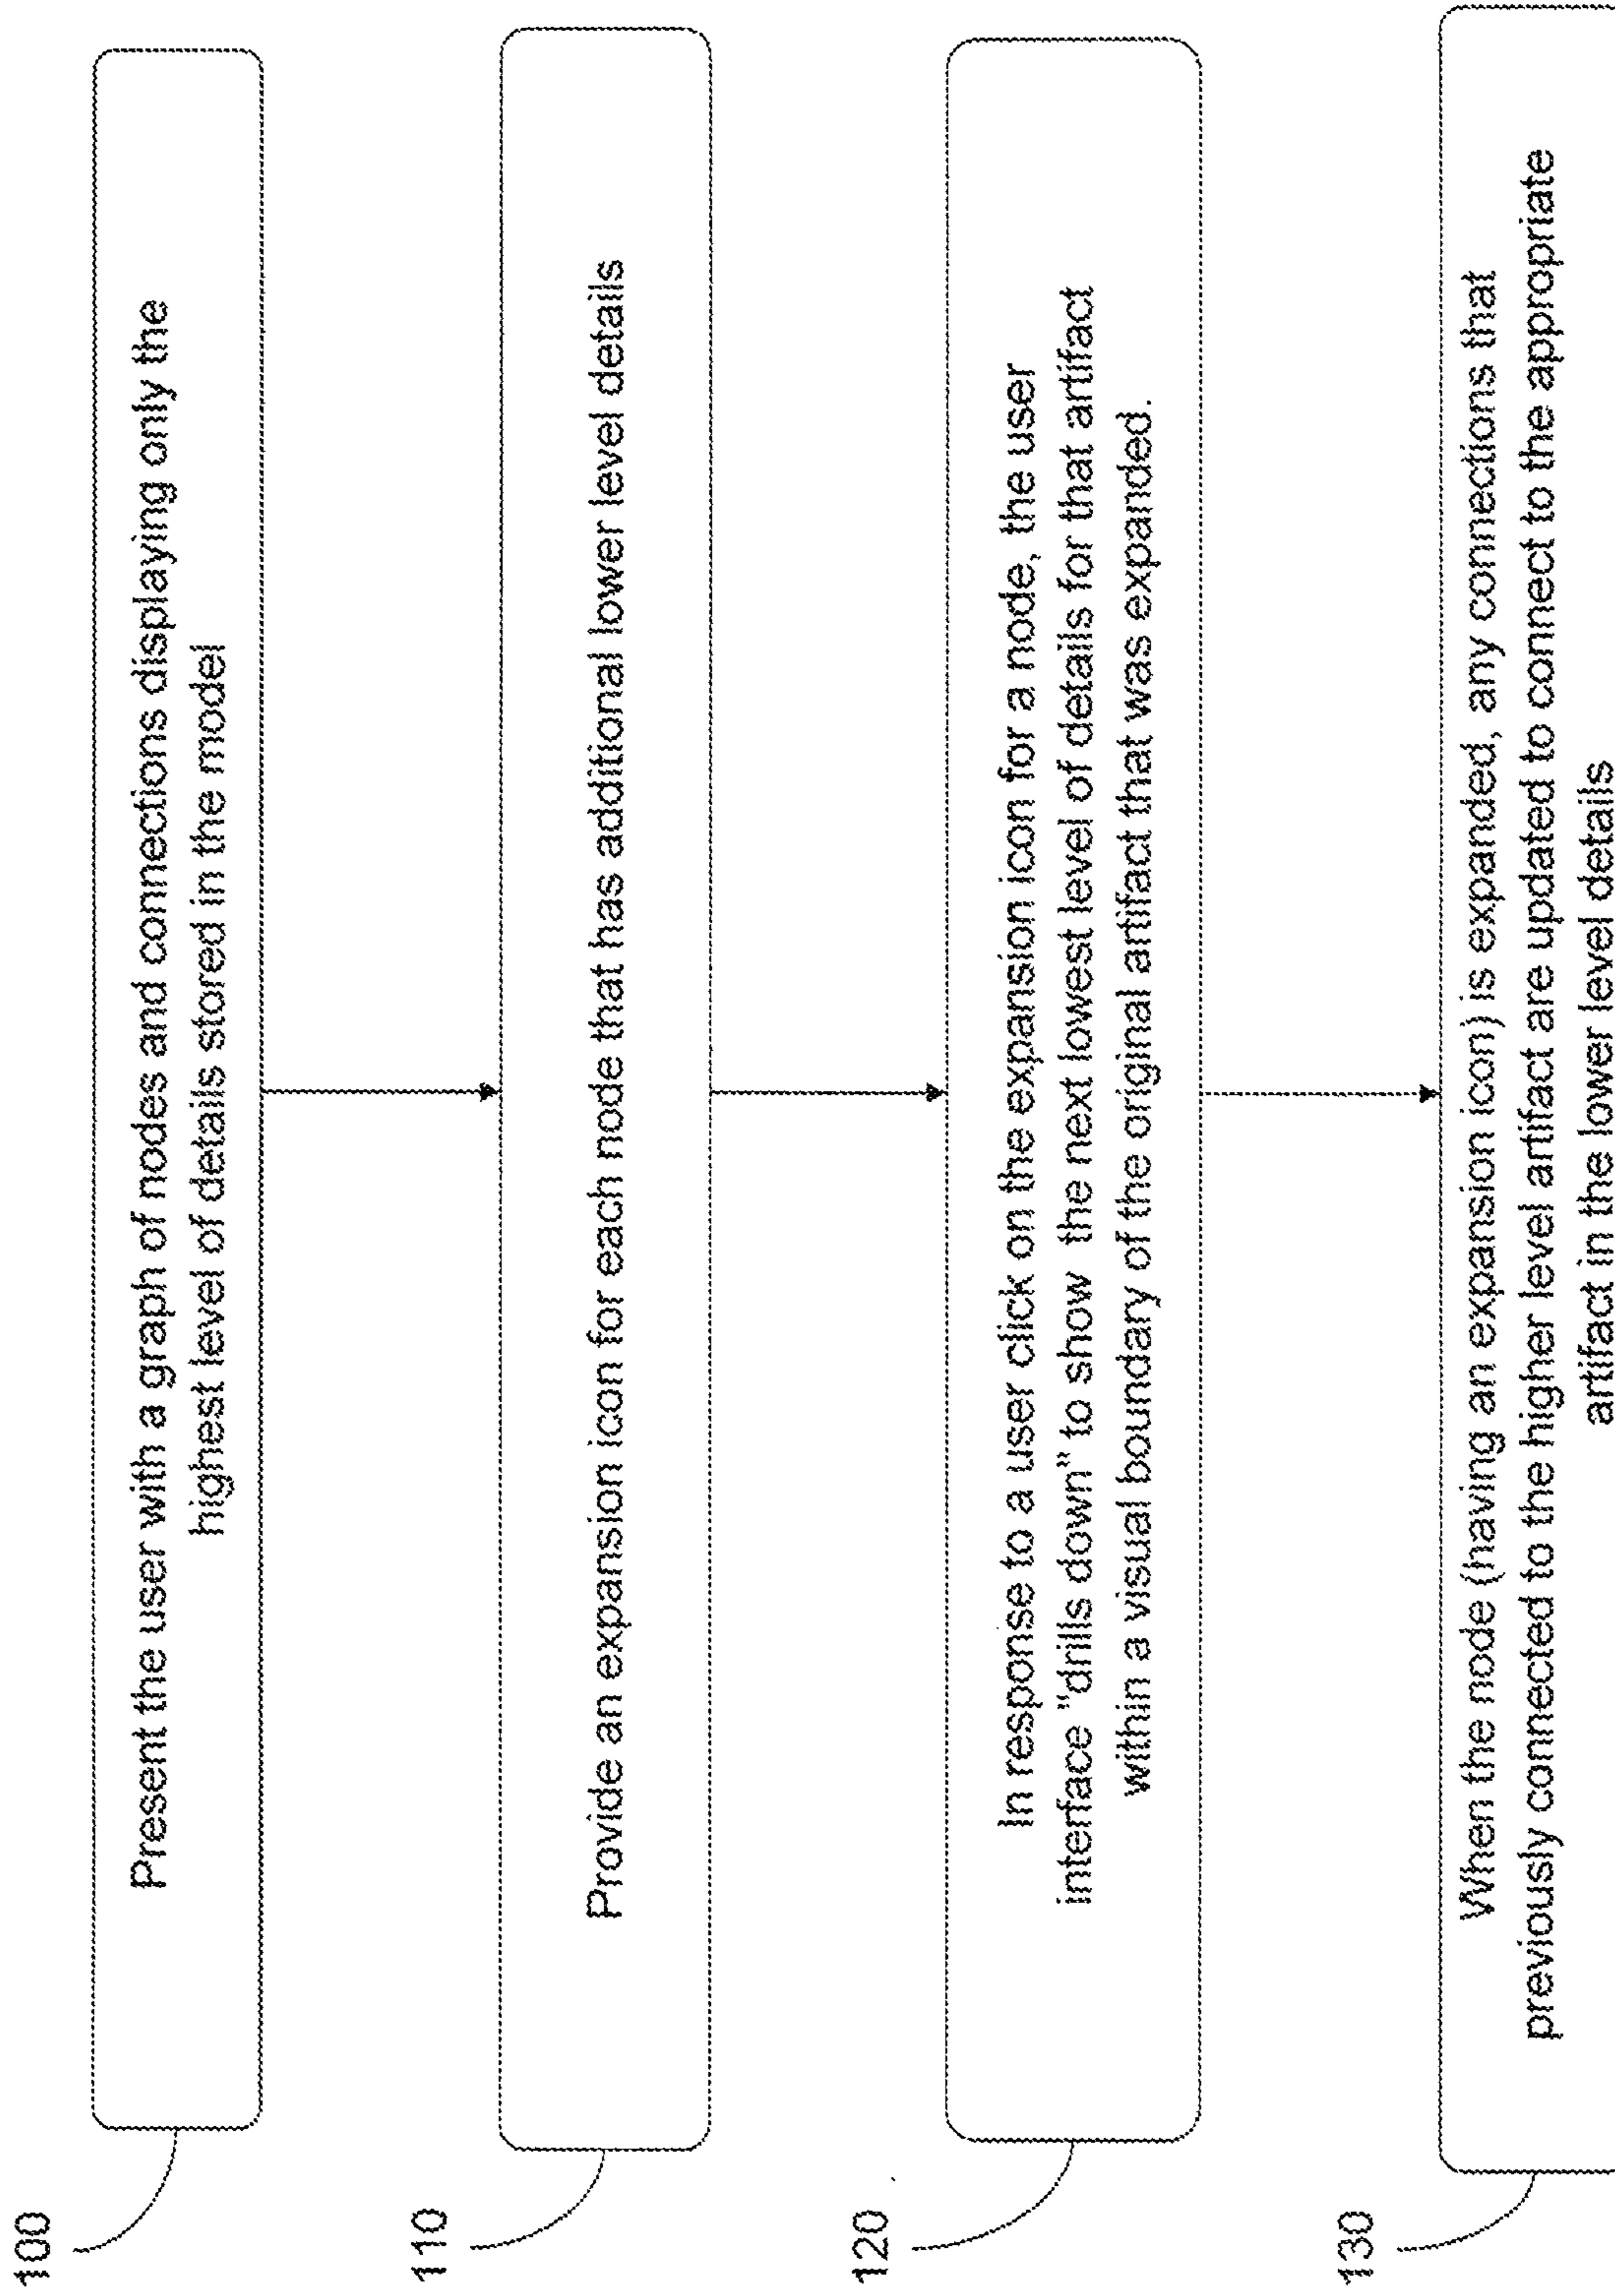 100
Present the user with a graph of nodes and connections displaying only the
highest level of details stored in the model
110
Provide an expansion icon for each node that has additional lower level details
120
In response to a user click on the expansion icon for a node, the user
interface "drills down" to show the next lowest level of details for that artifact
within a visual boundary of the original artifact that was expanded.
130
When the node (having an expansion icon) is expanded, any connections that
previously connected to the higher level artifact are updated to connect to the appropriate
artifact in the lower level details